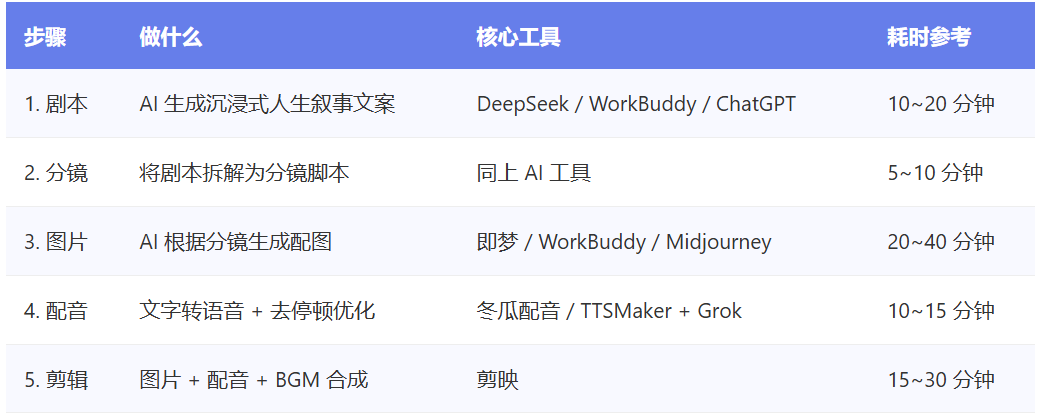 步骤 做什么 核心工具 耗时参考
1. 剧本 AI 生成沉浸式人生叙事文案 DeepSeek / WorkBuddy / ChatGPT 10~20 分钟
2. 分镜 将剧本拆解为分镜脚本 同上 AI 工具 5~10 分钟
3. 图片 AI 根据分镜生成配图 即梦 / WorkBuddy / Midjourney 20~40 分钟
4. 配音 文字转语音 + 去停顿优化 冬瓜配音 / TTSMaker + Grok 10~15 分钟
5. 剪辑 图片 + 配音 + BGM 合成 剪映 15~30 分钟